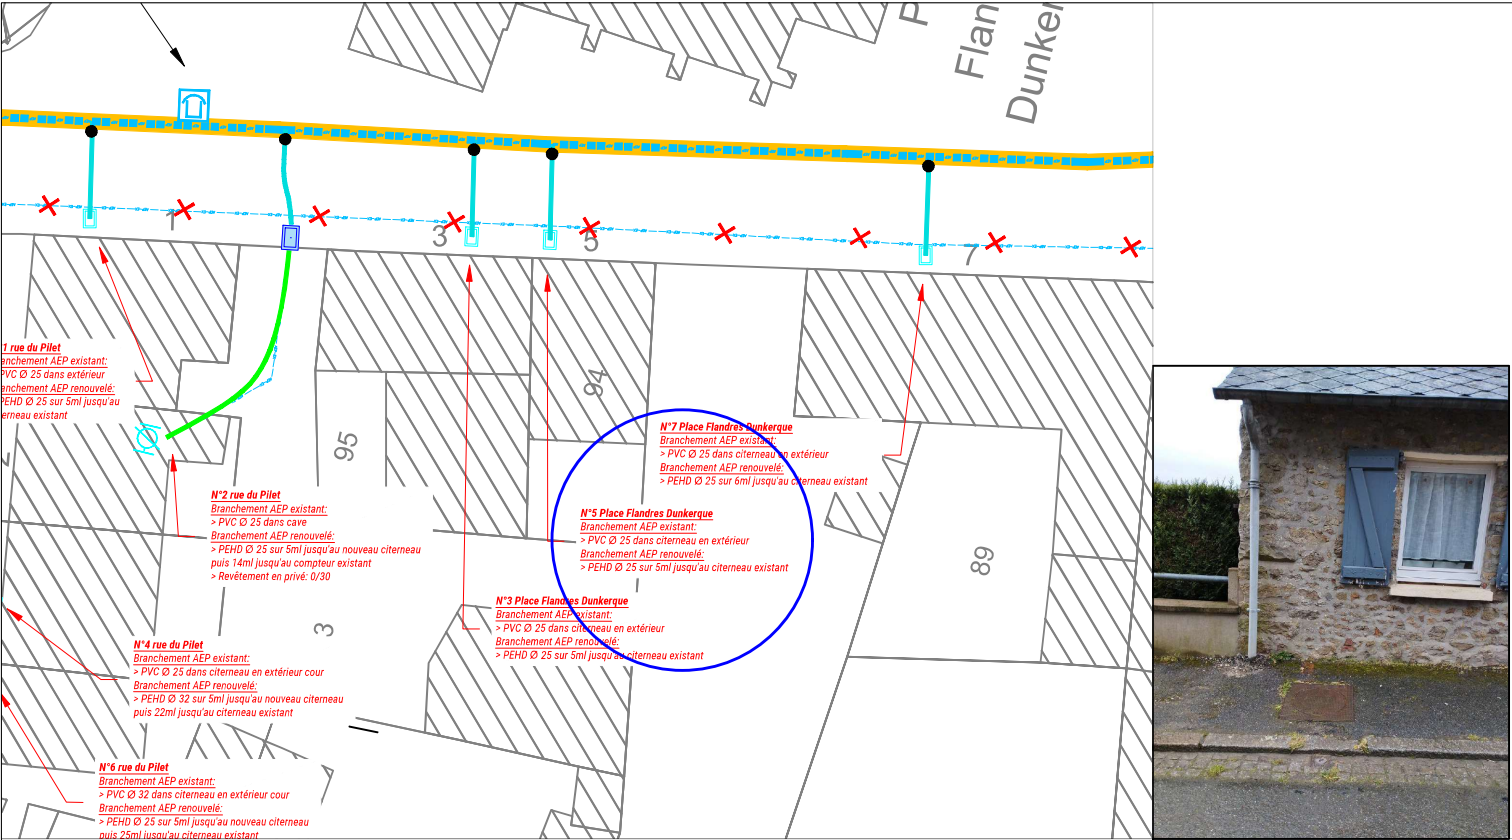 P
Flan
Dunker
1
3
5
7
1 rue du Pilet
enchement AEP existant:
PVC Ø 25 dans extérieur
anchement AEP renouvelé:
PEHD Ø 25 sur 5ml jusqu'au
terneau existant
94
95
N°7 Place Flandres Dunkerque
Branchement AEP existant:
> PVC Ø 25 dans citerneau en extérieur
Branchement AEP renouvelé:
> PEHD Ø 25 sur 6ml jusqu'au citerneau existant
N°2 rue du Pilet
Branchement AEP existant:
> PVC Ø 25 dans cave
Branchement AEP renouvelé:
> PEHD Ø 25 sur 5ml jusqu'au nouveau citerneau
puis 14ml jusqu'au compteur existant
> Revêtement en privé: 0/30
N°5 Place Flandres Dunkerque
Branchement AEP existant:
> PVC Ø 25 dans citerneau en extérieur
Branchement AEP renouvelé:
> PEHD Ø 25 sur 5ml jusqu'au citerneau existant
89
N°3 Place Flandres Dunkerque
Branchement AEP existant:
> PVC Ø 25 dans citerneau en extérieur
Branchement AEP renouvelé:
> PEHD Ø 25 sur 5ml jusqu'au citerneau existant
3
N°4 rue du Pilet
Branchement AEP existant:
> PVC Ø 25 dans citerneau en extérieur cour
Branchement AEP renouvelé:
> PEHD Ø 32 sur 5ml jusqu'au nouveau citerneau
puis 22ml jusqu'au citerneau existant
N°6 rue du Pilet
Branchement AEP existant:
> PVC Ø 32 dans citerneau en extérieur cour
Branchement AEP renouvelé:
> PEHD Ø 25 sur 5ml jusqu'au nouveau citerneau
puis 25ml jusqu'au citerneau existant